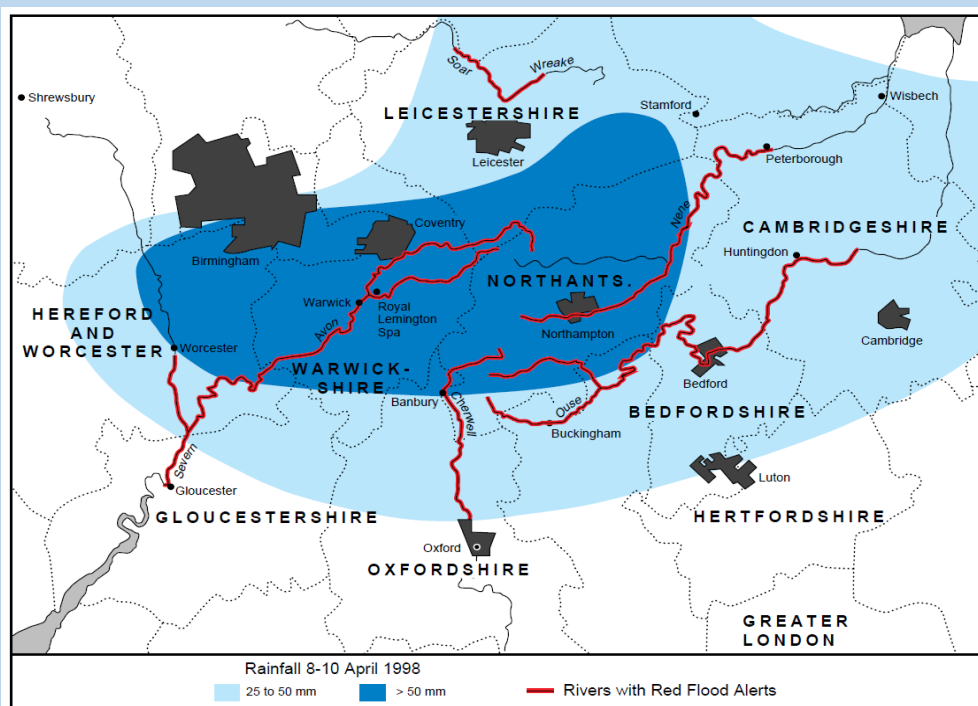 Soar
Wreake
Shrewsbury
LEICESTERSHIRE
Stamford
Wisbech
Leicester
Peterborough
Nene
Coventry
CAMBRIDGESHIRE
Birmingham
Huntingdon
NORTHANTS.
Warwick
Royal
Lemington
Spa
HEREFORD
AND
WORCESTER
Worcester
Avon
Northampton
Cambridge
WARWICK-
SHIRE
Bedford
Banbury
Cherwell
Ouse
BEDFORDSHIRE
Buckingham
Severn
Luton
Gloucester
GLOUCESTERSHIRE
HERTFORDSHIRE
Oxford
OXFORDSHIRE
GREATER
LONDON
Rainfall 8-10 April 1998
25 to 50 mm
> 50 mm
Rivers with Red Flood Alerts